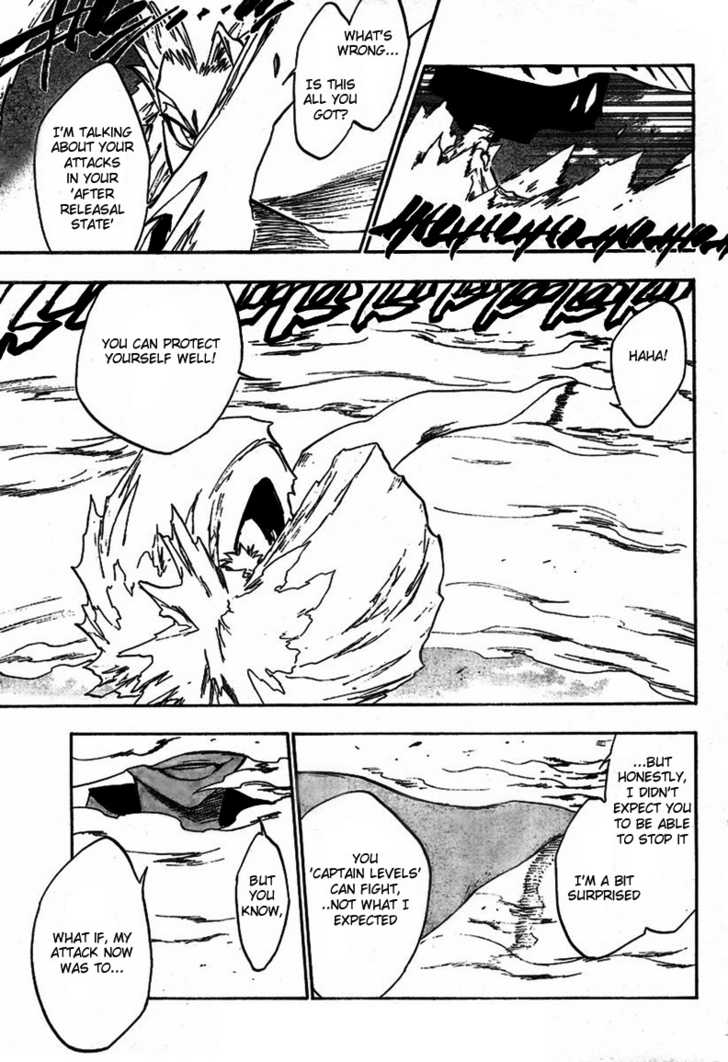 WHAT'S
WRONG...
IS THIS
ALL YOU
GOT?
I'M TALKING
ABOUT YOUR
ATTACKS
IN YOUR
'AFTER
RELEASAL
STATE'
HAHA!
YOU CAN PROTECT
YOURSELF WELL!
...BUT
HONESTLY,
I DIDN'T
EXPECT YOU
TO BE ABLE
TO STOP IT
I'M A BIT
SURPRISED
YOU
'CAPTAIN LEVELS'
CAN FIGHT,
..NOT WHAT I
EXPECTED
BUT
YOU
KNOW,
WHAT IF, MY
ATTACK NOW
WAS TO...